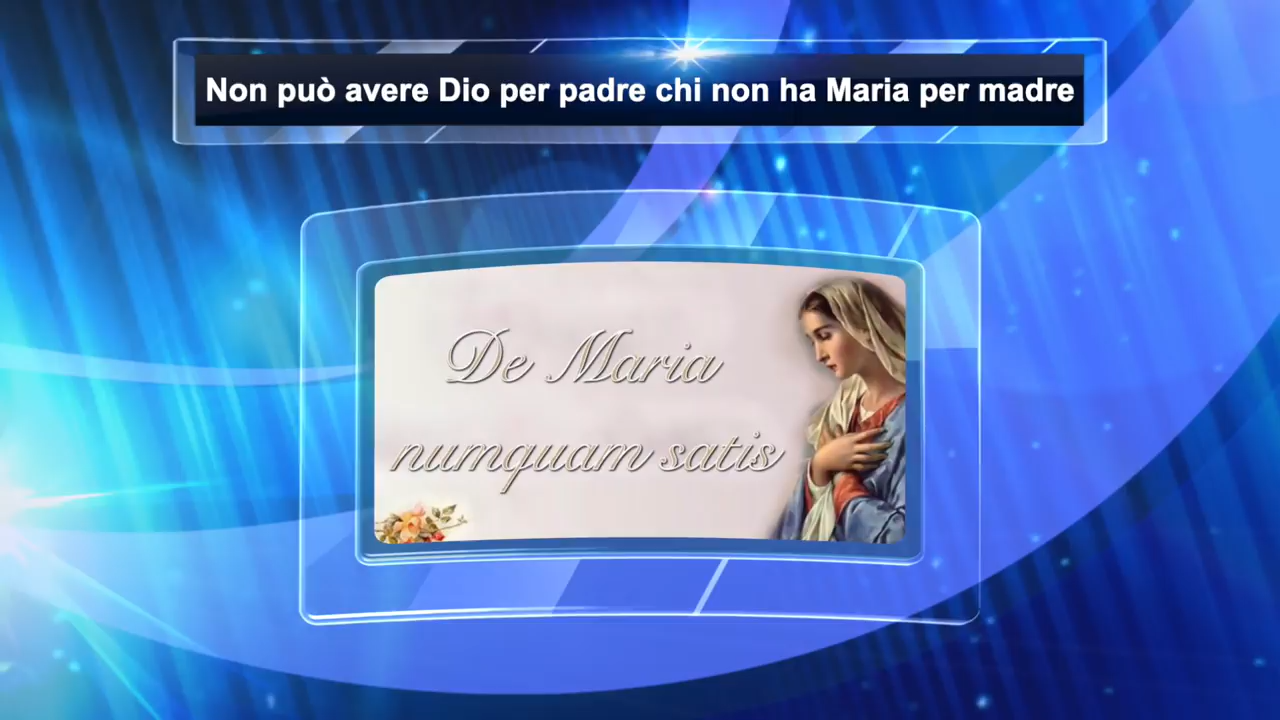 Non può avere Dio per padre chi non ha Maria per madre
De Maria
numquam satis